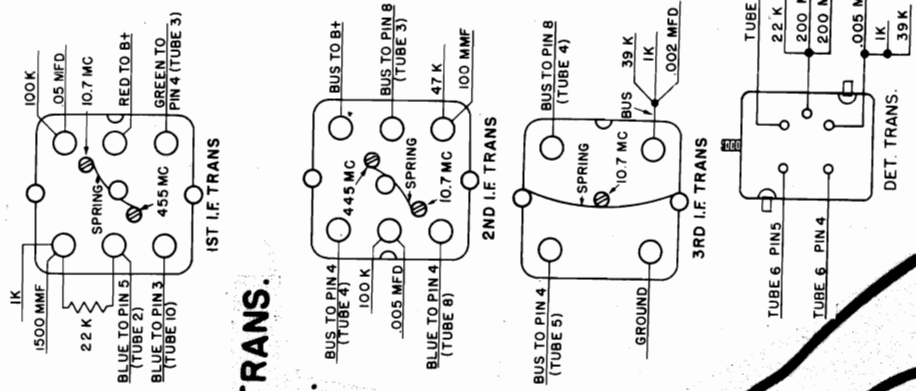 100K
.05 MFD
10.7 MC
RED TO B+
GREEN TO
PIN 4 (TUBE 3)
SPRING
455 MC
1K
1500 MMF
22 K
BLUE TO PIN 5
(TUBE 2)
BLUE TO PIN 3
(TUBE 10)
1ST I.F. TRANS
TRANS.
BUS TO B+
BUS TO PIN 8
(TUBE 3)
47 K
100 MMF
445 MC
SPRING
10.7 MC
BUS TO PIN 4
(TUBE 4)
100 K
.005 MFD
BLUE TO PIN 4
(TUBE 8)
2ND I.F. TRANS
BUS TO PIN 8
(TUBE 4)
39 K
1K
.002 MFD
BUS
SPRING
10.7 MC
BUS TO PIN 4
(TUBE 5)
GROUND
3RD I.F. TRANS
TUBE
22 K
200 M
200 M
.005 M
1K
39K
TUBE 6 PIN5
TUBE 6 PIN 4
DET. TRANS.